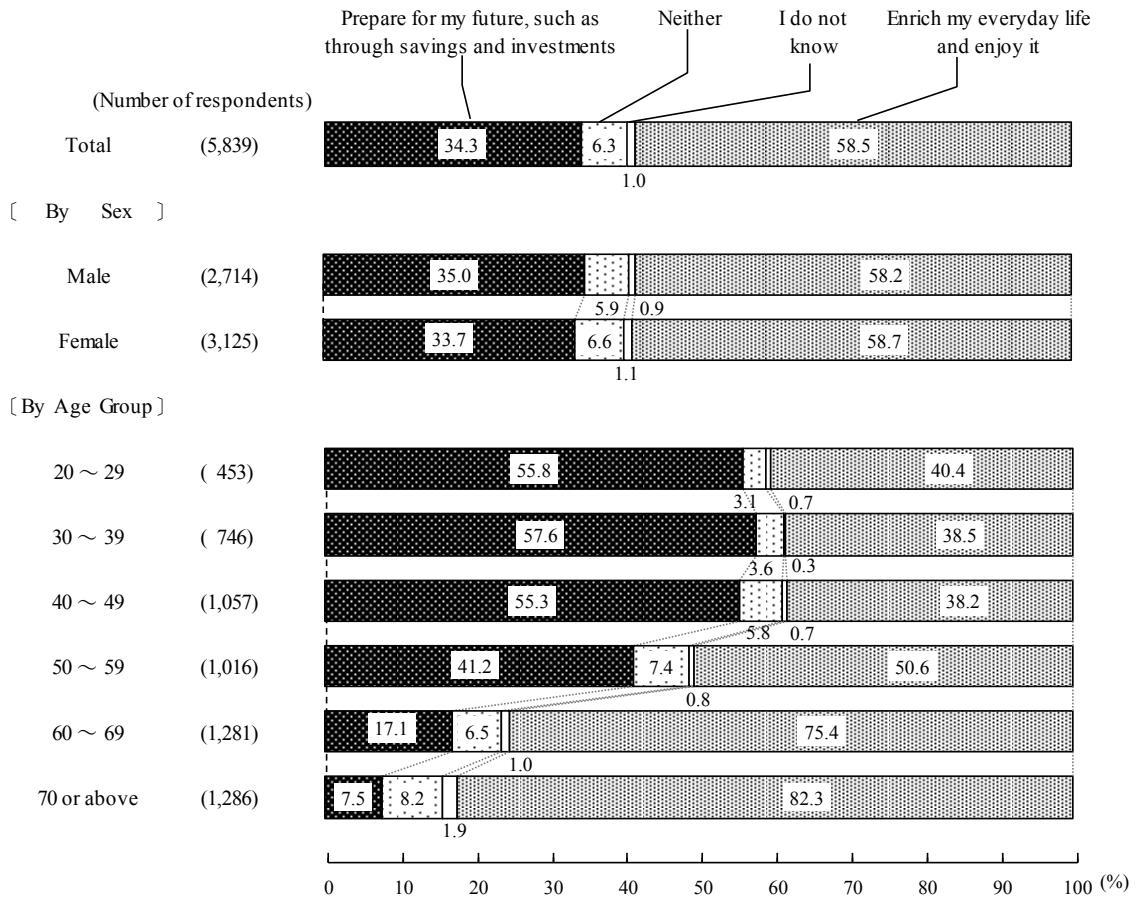 Prepare for my future, such as
through savings and investments
Neither
I do not
know
Enrich my everyday life
and enjoy it
(Number of respondents)
Total (5,839) 34.3 6.3 58.5
1.0
〔 By Sex 〕
Male (2,714) 35.0 58.2
5.9 0.9
Female (3,125) 33.7 6.6 58.7
1.1
〔By Age Group〕
20～29 ( 453) 55.8 40.4
3.1 0.7
30～39 ( 746) 57.6 38.5
3.6 0.3
40～49 (1,057) 55.3 38.2
5.8 0.7
50～59 (1,016) 41.2 7.4 50.6
0.8
60～69 (1,281) 17.1 6.5 75.4
1.0
70 or above (1,286) 7.5 8.2 82.3
1.9
0 10 20 30 40 50 60 70 80 90 100 (%)